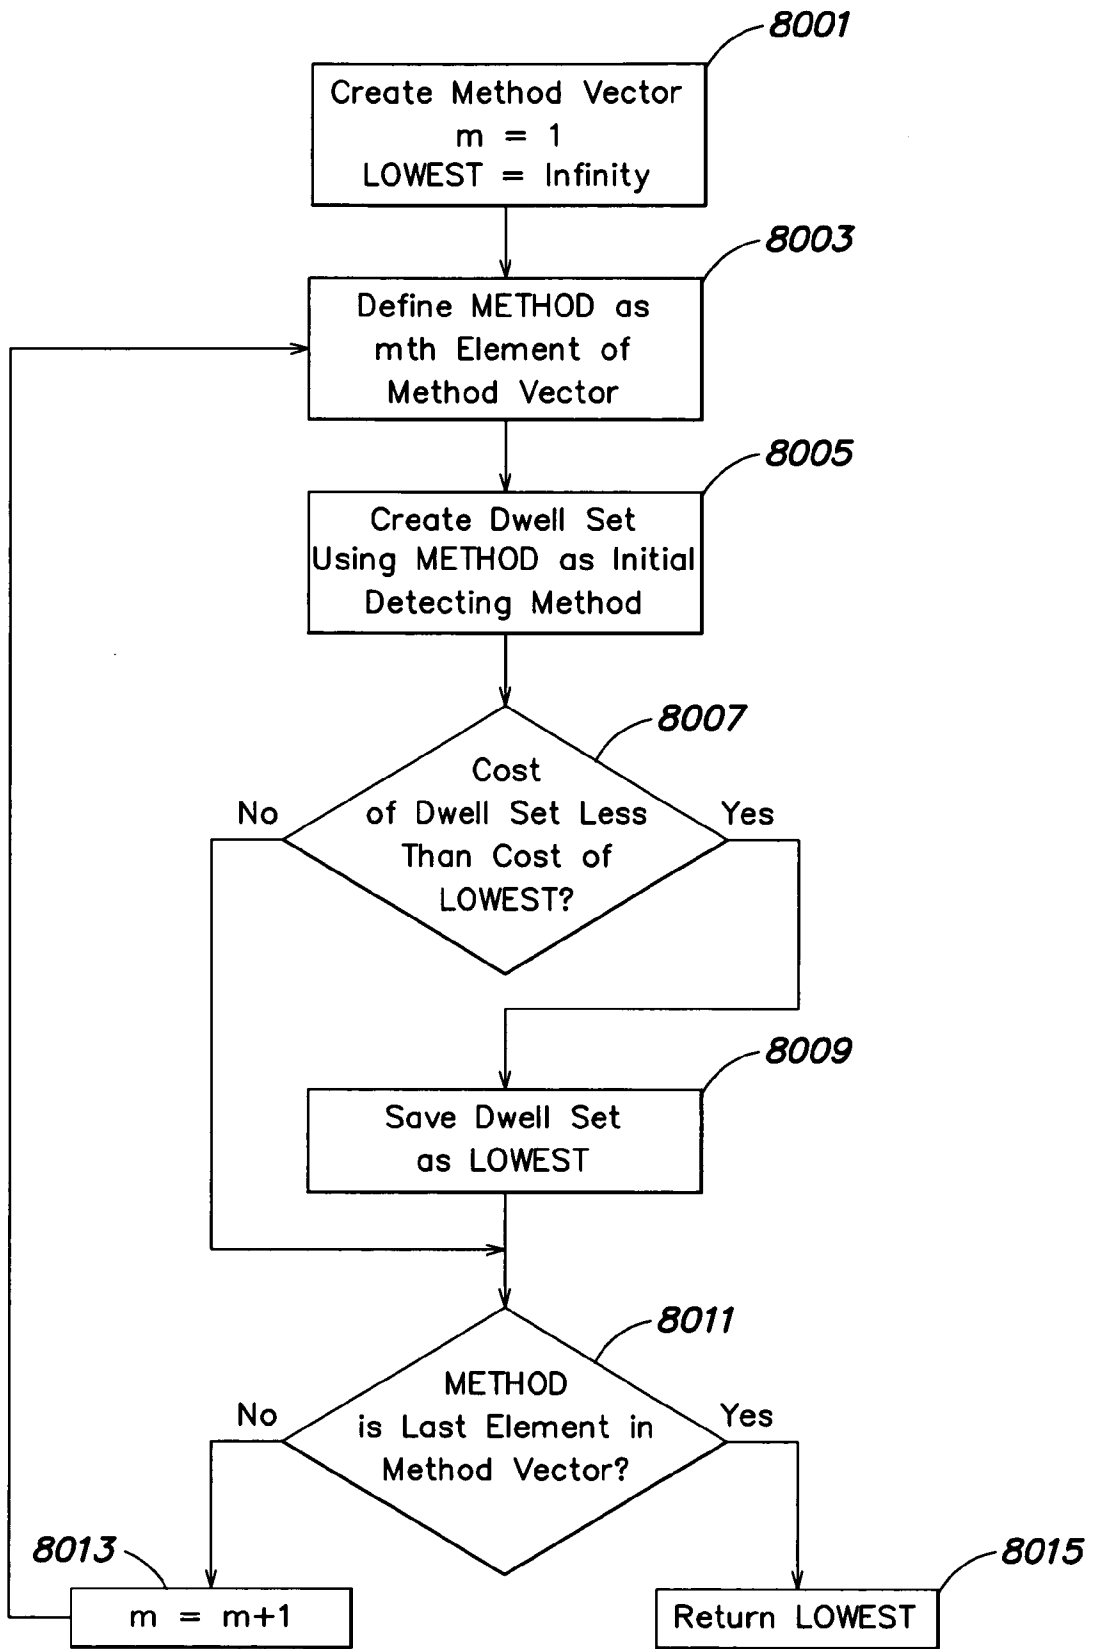 8001
Create Method Vector
m = 1
LOWEST = Infinity
8003
Define METHOD as
mth Element of
Method Vector
8005
Create Dwell Set
Using METHOD as Initial
Detecting Method
8007
Cost
of Dwell Set Less
Than Cost of
LOWEST?
No
Yes
8009
Save Dwell Set
as LOWEST
8011
METHOD
is Last Element in
Method Vector?
No
Yes
8013
m = m+1
8015
Return LOWEST